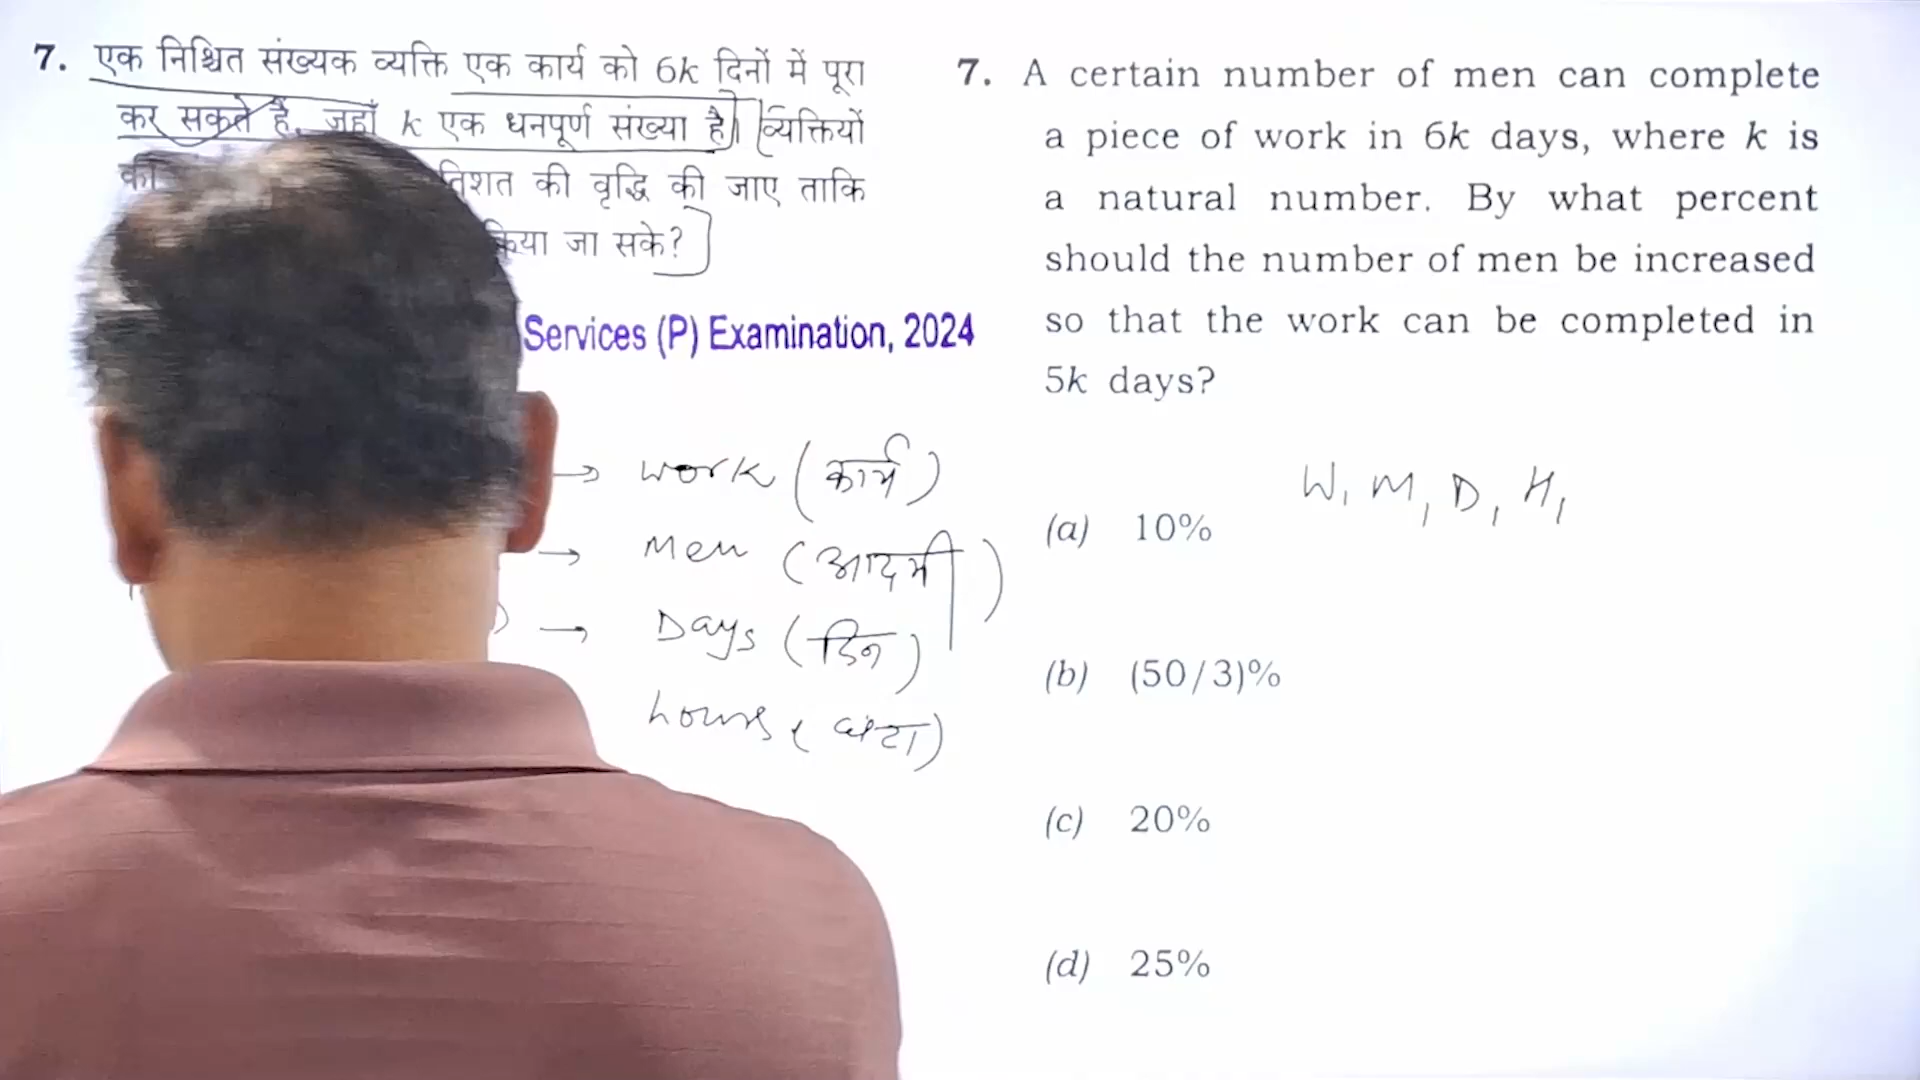 7. एक निश्चित संख्यक व्यक्ति एक कार्य को 6k दिनों में पूरा
कर सकते हैं, जहाँ k एक धनपूर्ण संख्या है। व्यक्तियों
की
की वृद्धि की जाए ताकि
किया जा सके?
Services (P) Examination, 2024
→ work (कार्य)
→ Men (आदमी)
→ Days (दिन)
hours (घंटा)
7. A certain number of men can complete
a piece of work in 6k days, where k is
a natural number. By what percent
should the number of men be increased
so that the work can be completed in
5k days?
W1 M1 D1 H1
(a) 10%
(b) (50/3)%
(c) 20%
(d) 25%